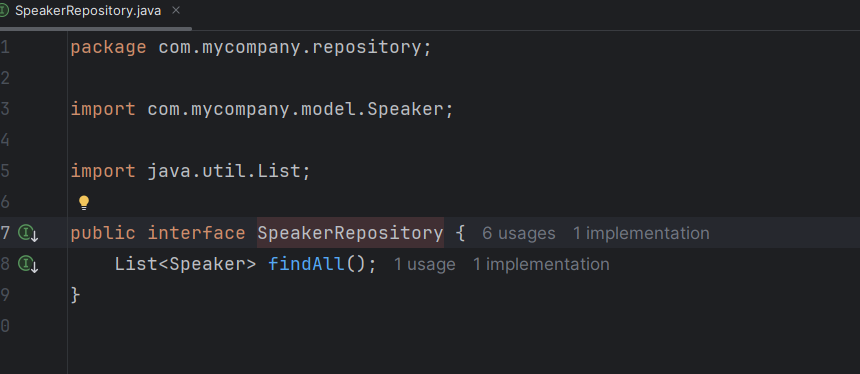 SpeakerRepository.java ×
1 package com.mycompany.repository;
2
3 import com.mycompany.model.Speaker;
4
5 import java.util.List;
6
7 public interface SpeakerRepository { 6 usages 1 implementation
8 List<Speaker> findAll(); 1 usage 1 implementation
9 }
0